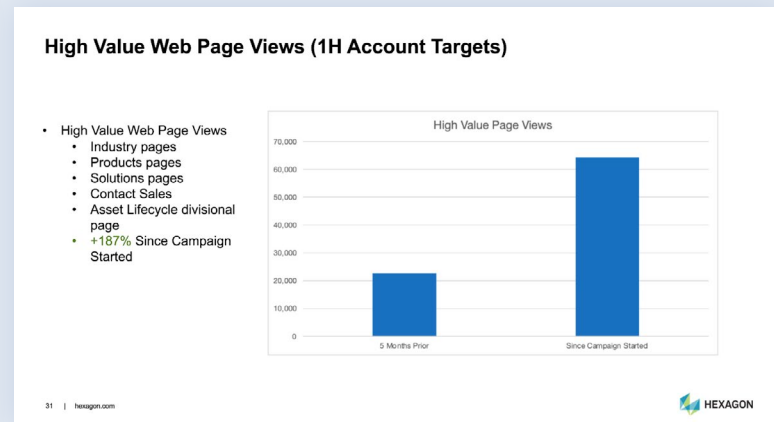 High Value Web Page Views (1H Account Targets)
• High Value Web Page Views
• Industry pages
• Products pages
• Solutions pages
• Contact Sales
• Asset Lifecycle divisional
page
• +187% Since Campaign
Started
High Value Page Views
70,000
60,000
50,000
40,000
30,000
20,000
10,000
0
5 Months Prior
Since Campaign Started
31 | hexagon.com
HEXAGON